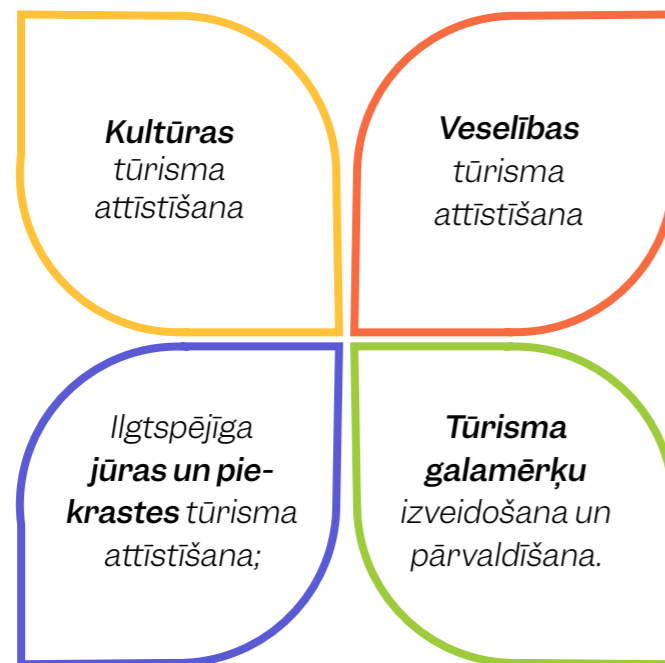 Kultūras
tūrisma
attīstīšana
Veselības
tūrisma
attīstīšana
Ilgtspējīga
jūras un pie-
krastes tūrisma
attīstīšana;
Tūrisma
galamērķu
izveidošana un
pārvaldīšana.